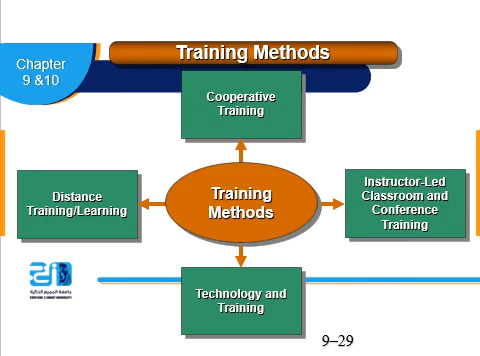 Training Methods
Chapter
9 &10
Cooperative
Training
Distance
Training/Learning
Training
Methods
Instructor-Led
Classroom and
Conference
Training
Technology and
Training
9–29